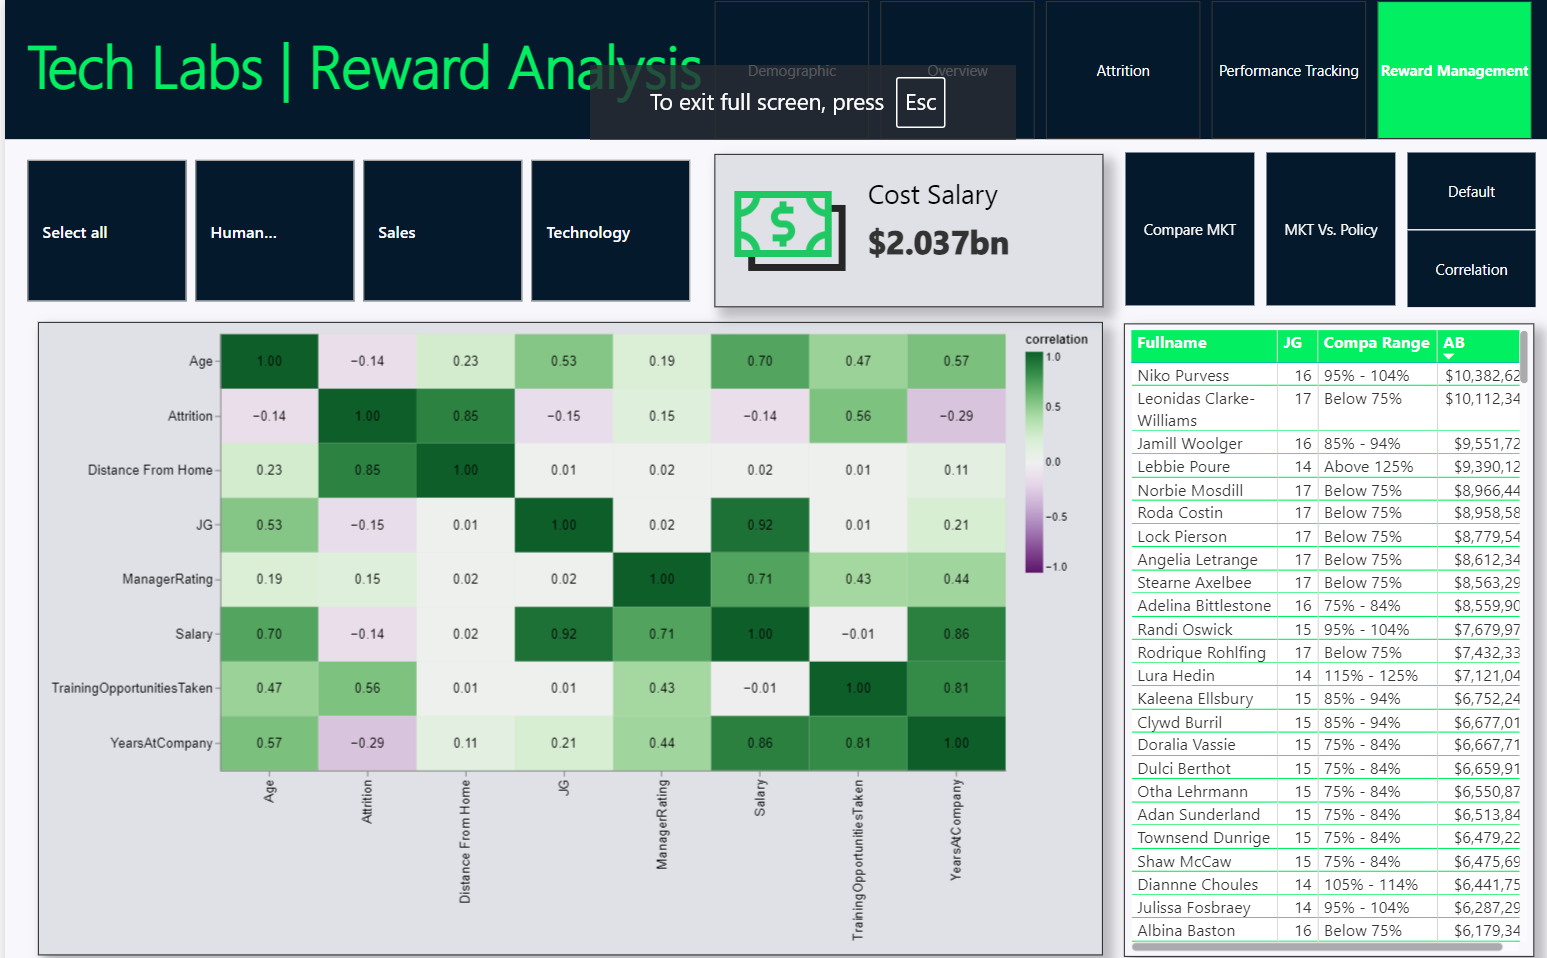 Tech Labs | Reward Analysis
Demographic
Overview
Attrition
Performance Tracking
Reward Management
To exit full screen, press Esc
Select all
Human...
Sales
Technology
Cost Salary
$2.037bn
Compare MKT
MKT Vs. Policy
Default
Correlation
Age 1.00 −0.14 0.23 0.53 0.19 0.70 0.47 0.57
Attrition −0.14 1.00 0.85 −0.15 0.15 −0.14 0.56 −0.29
Distance From Home 0.23 0.85 1.00 0.01 0.02 0.02 0.01 0.11
JG 0.53 −0.15 0.01 1.00 0.02 0.92 0.01 0.21
ManagerRating 0.19 0.15 0.02 0.02 1.00 0.71 0.43 0.44
Salary 0.70 −0.14 0.02 0.92 0.71 1.00 −0.01 0.86
TrainingOpportunitiesTaken 0.47 0.56 0.01 0.01 0.43 −0.01 1.00 0.81
YearsAtCompany 0.57 −0.29 0.11 0.21 0.44 0.86 0.81 1.00
Age
Attrition
Distance From Home
JG
ManagerRating
Salary
TrainingOpportunitiesTaken
YearsAtCompany
correlation
1.0
0.5
0.0
−0.5
−1.0
Fullname JG Compa Range AB
Niko Purvess 16 95% - 104% $10,382,62
Leonidas Clarke- 17 Below 75% $10,112,34
Williams
Jamill Woolger 16 85% - 94% $9,551,72
Lebbie Poure 14 Above 125% $9,390,12
Norbie Mosdill 17 Below 75% $8,966,44
Roda Costin 17 Below 75% $8,958,58
Lock Pierson 17 Below 75% $8,779,54
Angelia Letrange 17 Below 75% $8,612,34
Stearne Axelbee 17 Below 75% $8,563,29
Adelina Bittlestone 16 75% - 84% $8,559,90
Randi Oswick 15 95% - 104% $7,679,97
Rodrique Rohlfing 17 Below 75% $7,432,33
Lura Hedin 14 115% - 125% $7,121,04
Kaleena Ellsbury 15 85% - 94% $6,752,24
Clywd Burril 15 85% - 94% $6,677,01
Doralia Vassie 15 75% - 84% $6,667,71
Dulci Berthot 15 75% - 84% $6,659,91
Otha Lehrmann 15 75% - 84% $6,550,87
Adan Sunderland 15 75% - 84% $6,513,84
Townsend Dunrige 15 75% - 84% $6,479,22
Shaw McCaw 15 75% - 84% $6,475,69
Diannne Choules 14 105% - 114% $6,441,75
Julissa Fosbraey 14 95% - 104% $6,287,29
Albina Baston 16 Below 75% $6,179,34